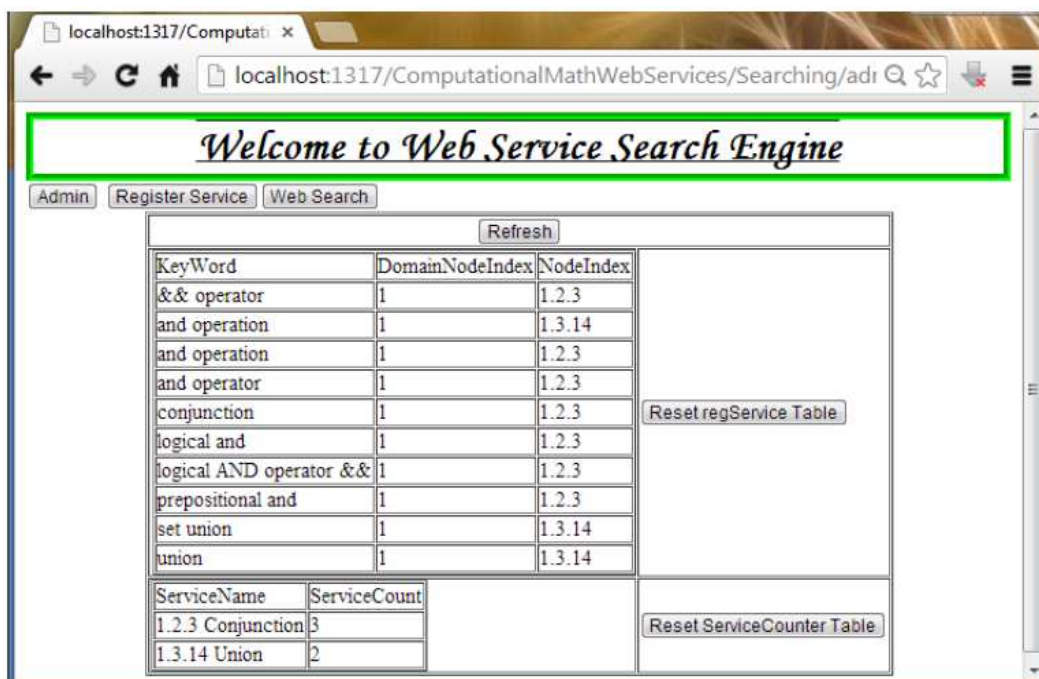 localhost:1317/Computati
localhost:1317/ComputationalMathWebServices/Searching/adr
Welcome to Web Service Search Engine
Admin Register Service Web Search
Refresh
KeyWord DomainNodeIndex NodeIndex
&& operator 1 1.2.3
and operation 1 1.3.14
and operation 1 1.2.3
and operator 1 1.2.3
conjunction 1 1.2.3
Reset regService Table
logical and 1 1.2.3
logical AND operator && 1 1.2.3
prepositional and 1 1.2.3
set union 1 1.3.14
union 1 1.3.14
ServiceName ServiceCount
1.2.3 Conjunction 3
Reset ServiceCounter Table
1.3.14 Union 2